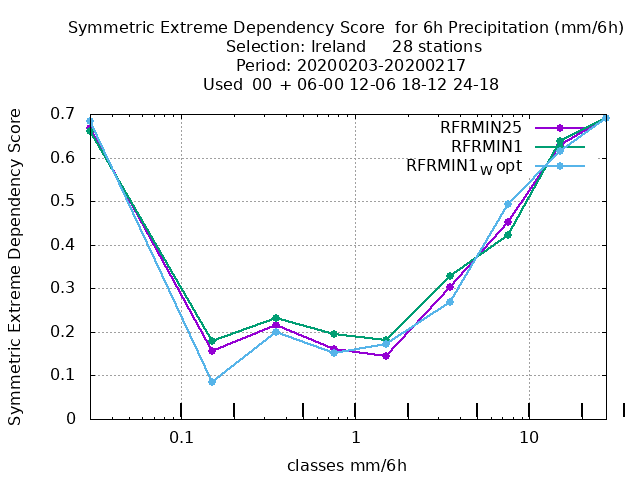 Symmetric Extreme Dependency Score for 6h Precipitation (mm/6h)
Selection: Ireland 28 stations
Period: 20200203-20200217
Used 00 + 06-00 12-06 18-12 24-18
Symmetric Extreme Dependency Score
0.7
0.6
0.5
0.4
0.3
0.2
0.1
0
RFRMIN25
RFRMIN1
RFRMIN1w opt
0.1 1 10
classes mm/6h